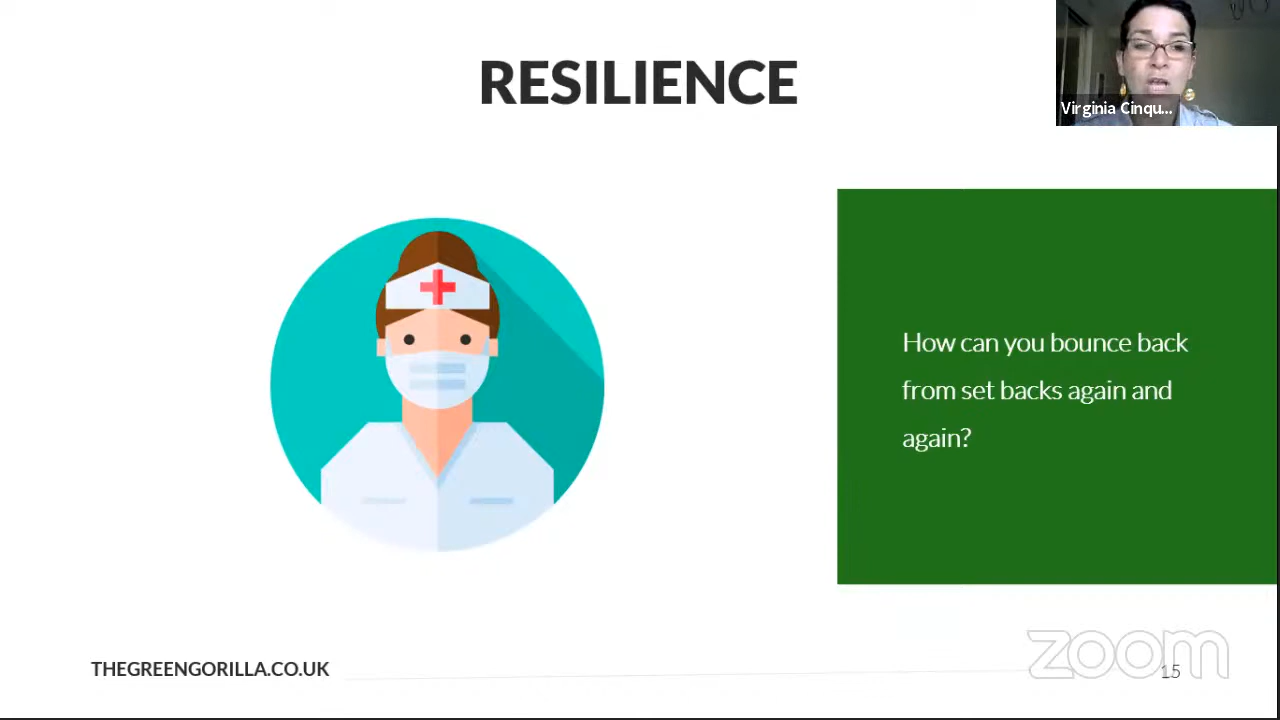 RESILIENCE
Virginia Cinqu...
How can you bounce back
from set backs again and
again?
THEGREENGORILLA.CO.UK
zoom
15